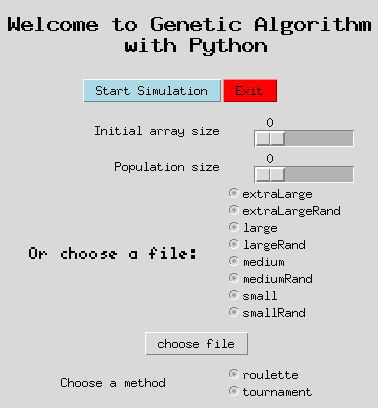 Welcome to Genetic Algorithm
with Python
Start Simulation Exit
0
Initial array size
0
Population size
extraLarge
extraLargeRand
large
Or choose a file: largeRand
medium
mediumRand
small
smallRand
choose file
roulette
Choose a method
tournament